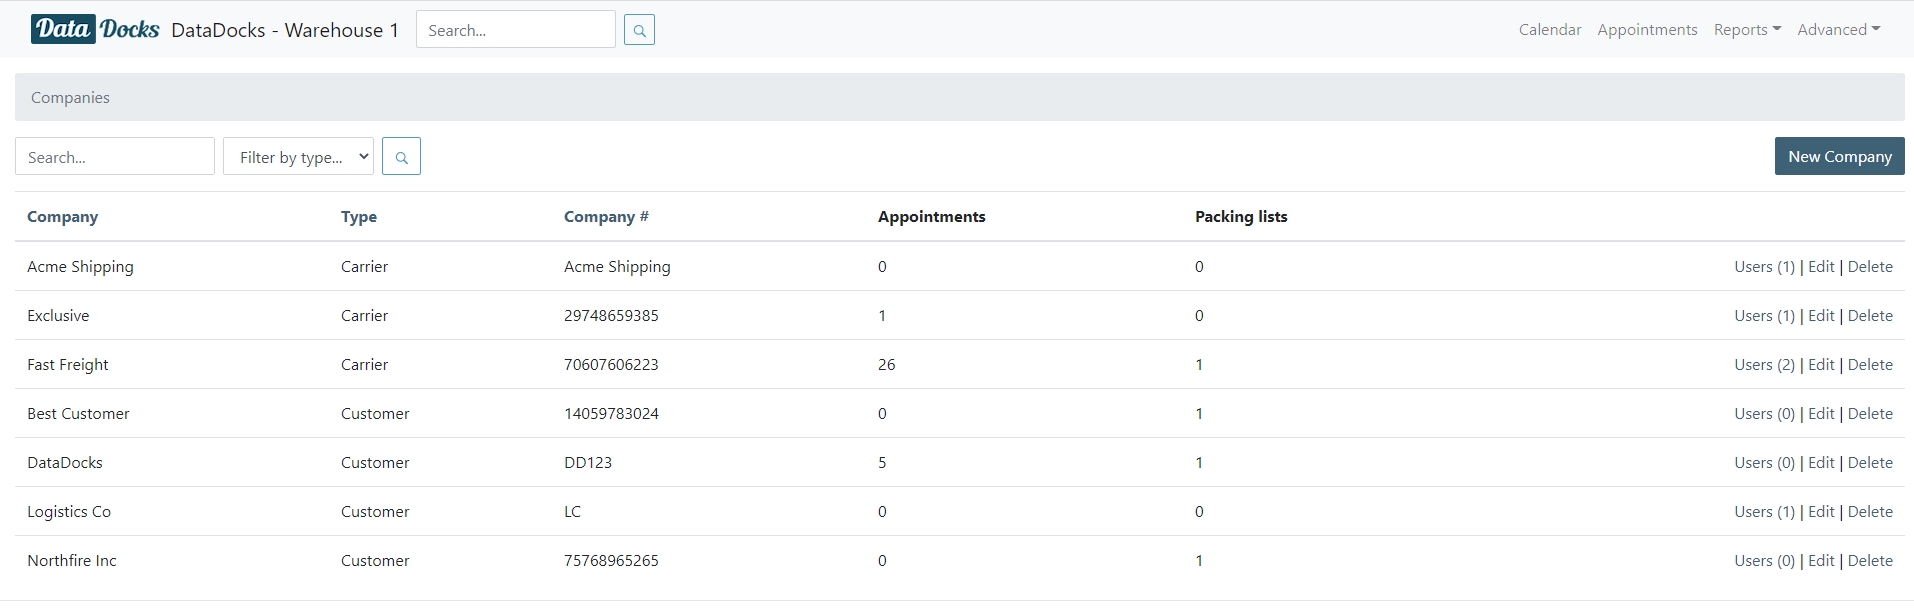 Data Docks DataDocks - Warehouse 1 Search... Calendar Appointments Reports Advanced
Companies
Search... Filter by type... New Company
Company Type Company # Appointments Packing lists
Acme Shipping Carrier Acme Shipping 0 0 Users (1) | Edit | Delete
Exclusive Carrier 29748659385 1 0 Users (1) | Edit | Delete
Fast Freight Carrier 70607606223 26 1 Users (2) | Edit | Delete
Best Customer Customer 14059783024 0 1 Users (0) | Edit | Delete
DataDocks Customer DD123 5 1 Users (0) | Edit | Delete
Logistics Co Customer LC 0 0 Users (1) | Edit | Delete
Northfire Inc Customer 75768965265 0 1 Users (0) | Edit | Delete